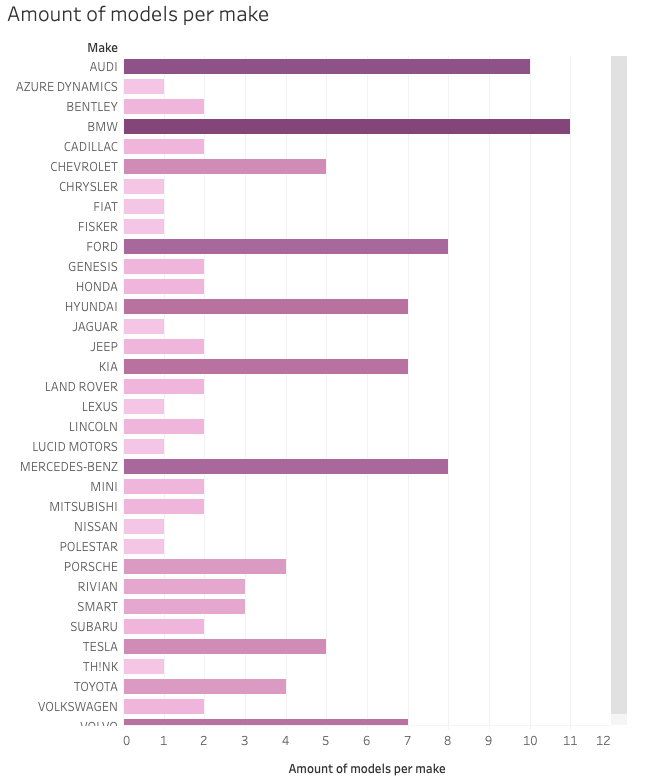 Amount of models per make
Make
AUDI
AZURE DYNAMICS
BENTLEY
BMW
CADILLAC
CHEVROLET
CHRYSLER
FIAT
FISKER
FORD
GENESIS
HONDA
HYUNDAI
JAGUAR
JEEP
KIA
LAND ROVER
LEXUS
LINCOLN
LUCID MOTORS
MERCEDES-BENZ
MINI
MITSUBISHI
NISSAN
POLESTAR
PORSCHE
RIVIAN
SMART
SUBARU
TESLA
TH!NK
TOYOTA
VOLKSWAGEN
VOLVO
0 1 2 3 4 5 6 7 8 9 10 11 12
Amount of models per make